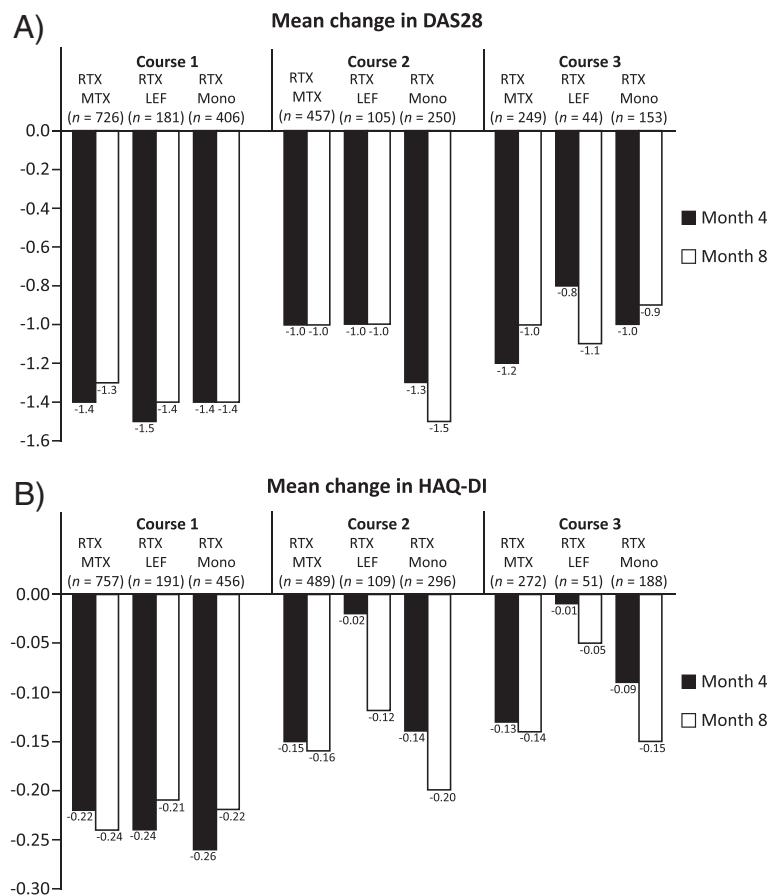 A)
Mean change in DAS28
Course 1
Course 2
Course 3
RTX RTX RTX RTX RTX RTX RTX RTX RTX
MTX LEF Mono MTX LEF Mono MTX LEF Mono
(n = 726) (n = 181) (n = 406) (n = 457) (n = 105) (n = 250) (n = 249) (n = 44) (n = 153)
0.0
-0.2
-0.4
-0.6
-0.8
-1.0
-1.2
-1.4
-1.6
-1.4 -1.3 -1.5 -1.4 -1.4 -1.4 -1.0 -1.0 -1.0 -1.0 -1.3 -1.5 -1.2 -1.0 -0.8 -1.1 -1.0 -0.9
Month 4
Month 8
B)
Mean change in HAQ-DI
Course 1
Course 2
Course 3
RTX RTX RTX RTX RTX RTX RTX RTX RTX
MTX LEF Mono MTX LEF Mono MTX LEF Mono
(n = 757) (n = 191) (n = 456) (n = 489) (n = 109) (n = 296) (n = 272) (n = 51) (n = 188)
0.00
-0.05
-0.10
-0.15
-0.20
-0.25
-0.30
-0.22 -0.24 -0.24 -0.21 -0.26 -0.22 -0.15 -0.16 -0.02 -0.12 -0.14 -0.20 -0.13 -0.14 -0.01 -0.05 -0.09 -0.15
Month 4
Month 8